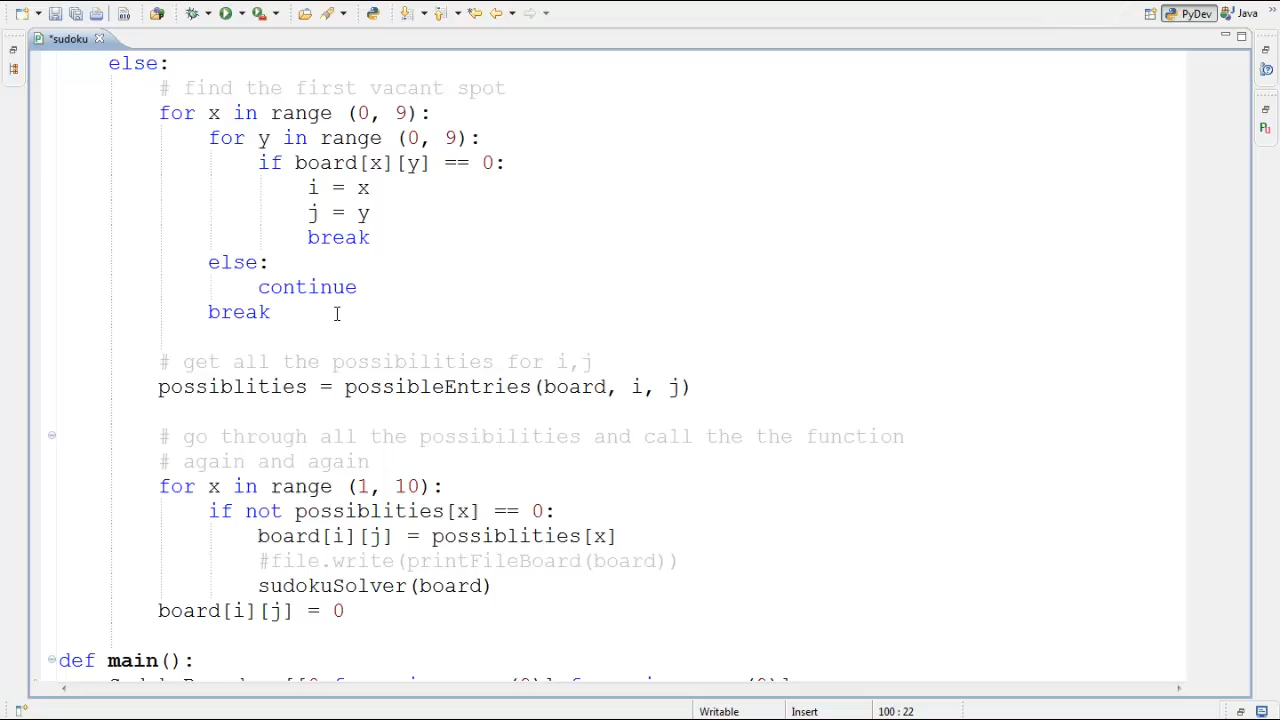 PyDev
Java
*sudoku
else:
# find the first vacant spot
for x in range (0, 9):
for y in range (0, 9):
if board[x][y] == 0:
i = x
j = y
break
else:
continue
break
# get all the possibilities for i,j
possiblities = possibleEntries(board, i, j)
# go through all the possibilities and call the the function
# again and again
for x in range (1, 10):
if not possiblities[x] == 0:
board[i][j] = possiblities[x]
#file.write(printFileBoard(board))
sudokuSolver(board)
board[i][j] = 0
def main():
Writable
Insert
100 : 22